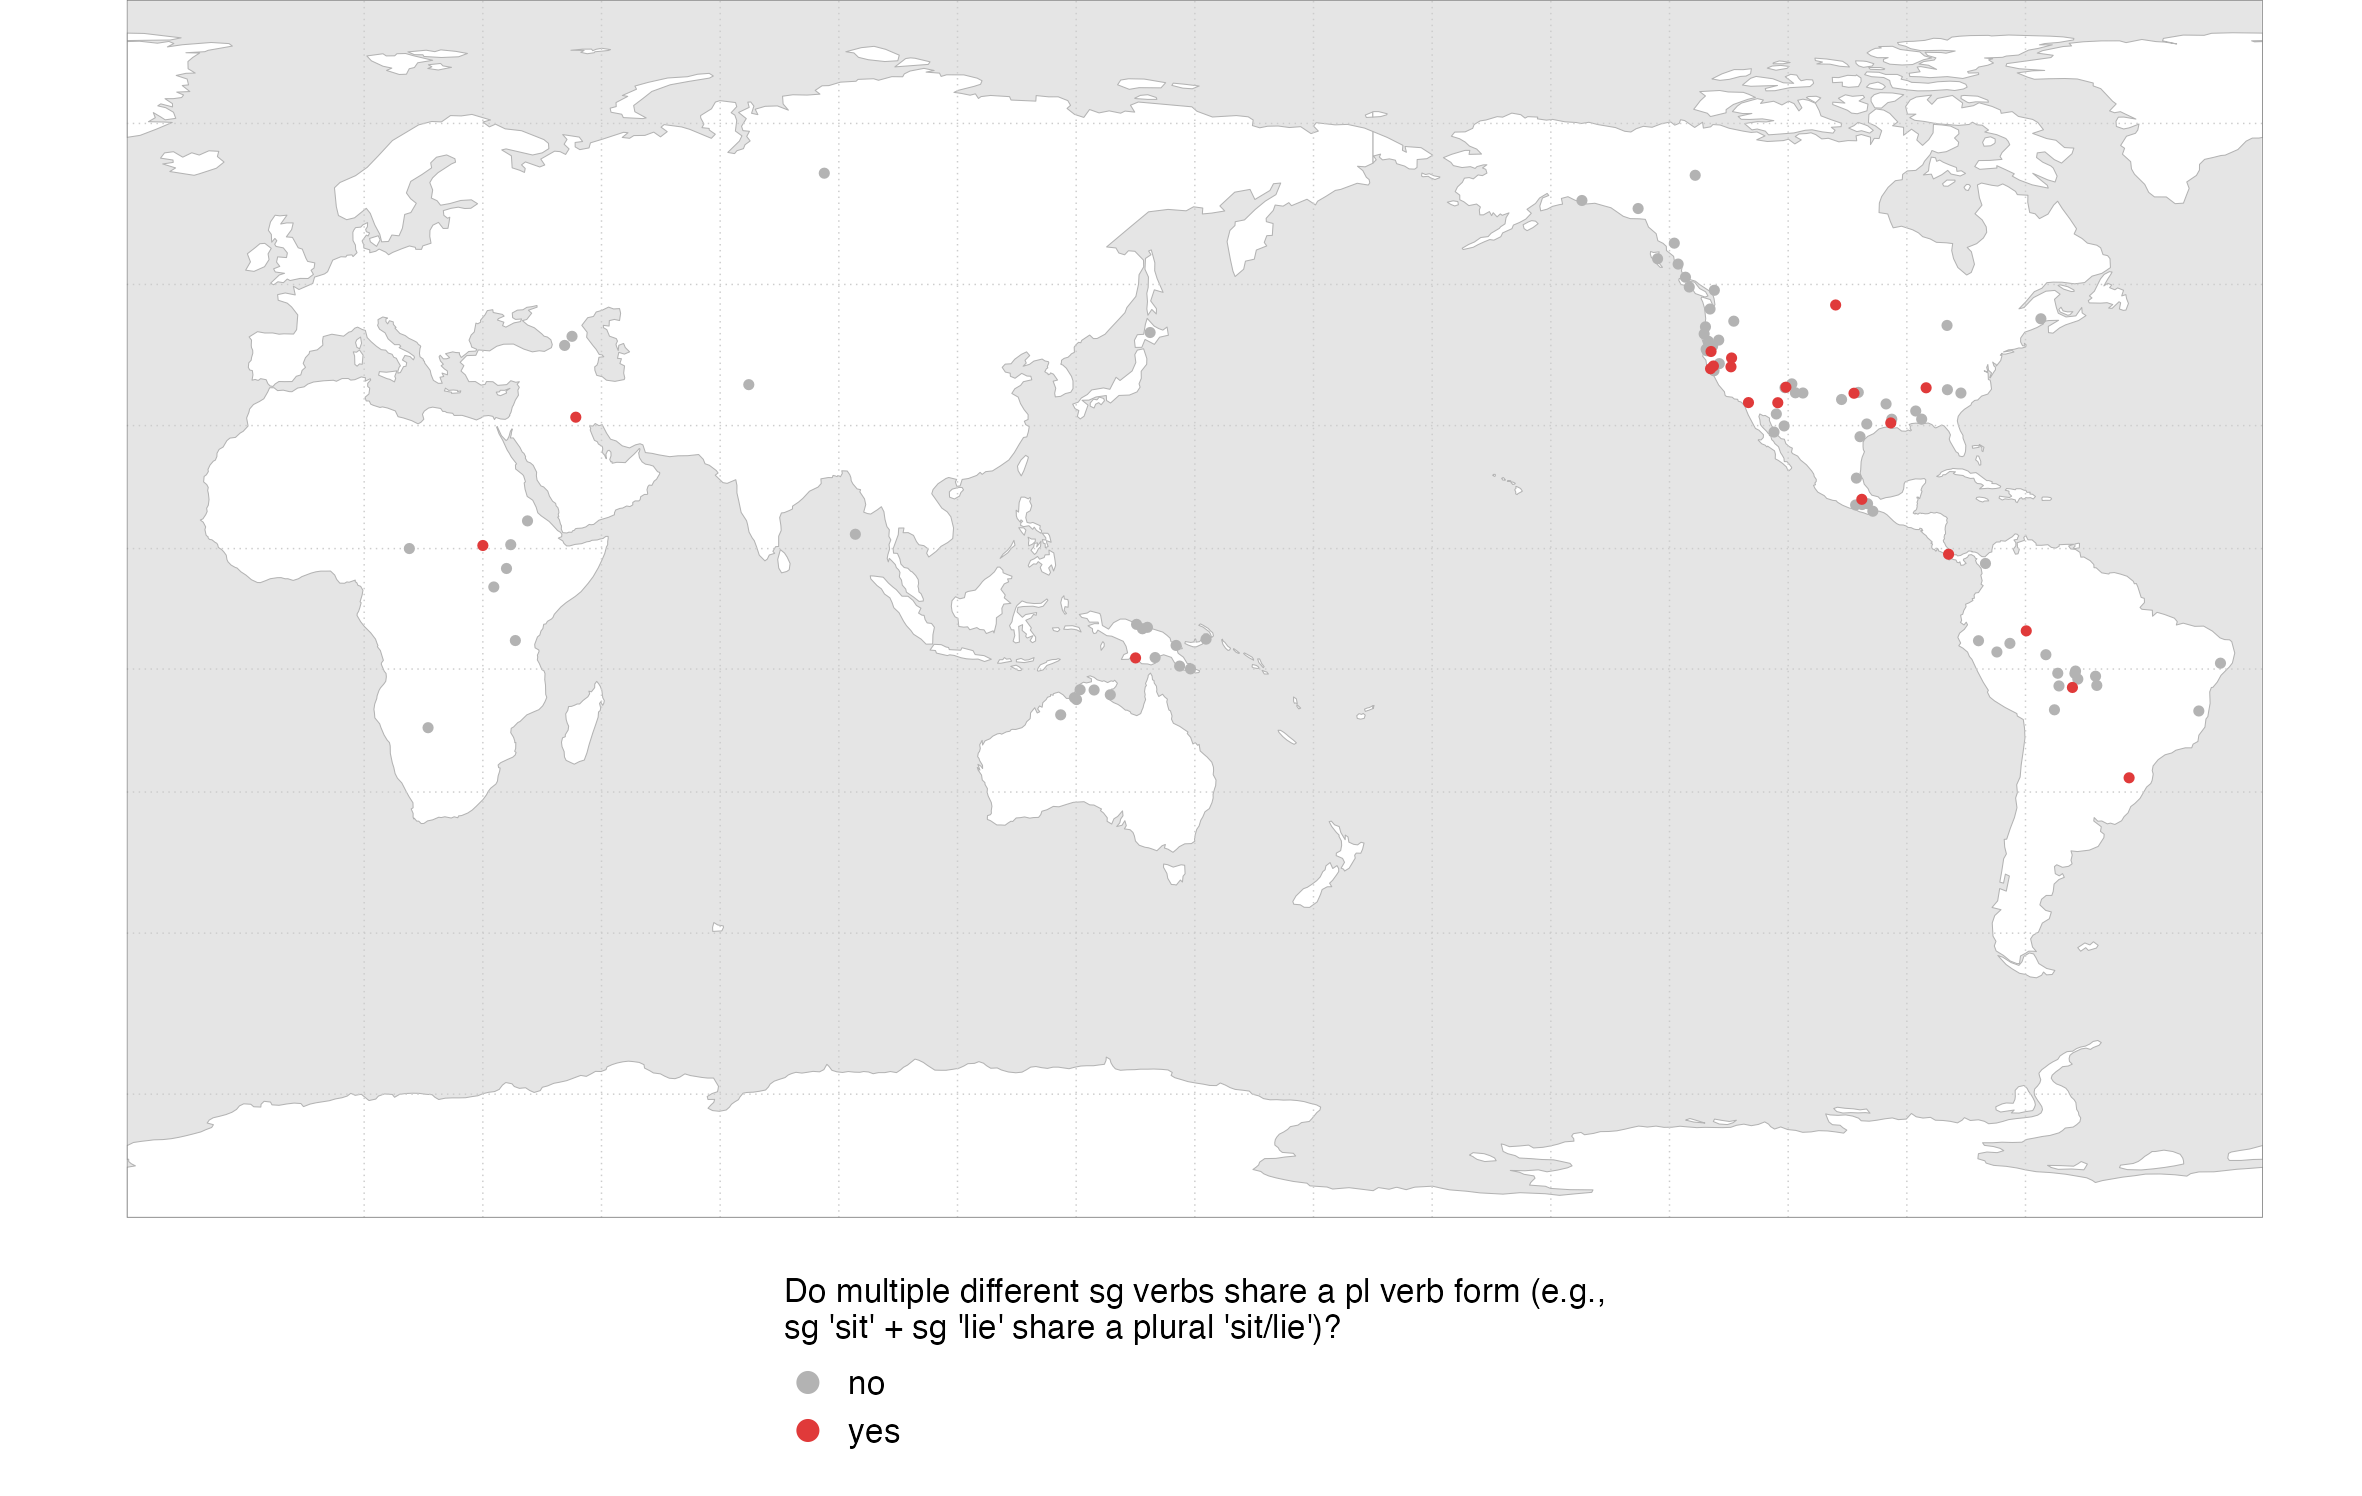 Do multiple different sg verbs share a pl verb form (e.g.,
sg 'sit' + sg 'lie' share a plural 'sit/lie')?
no
yes